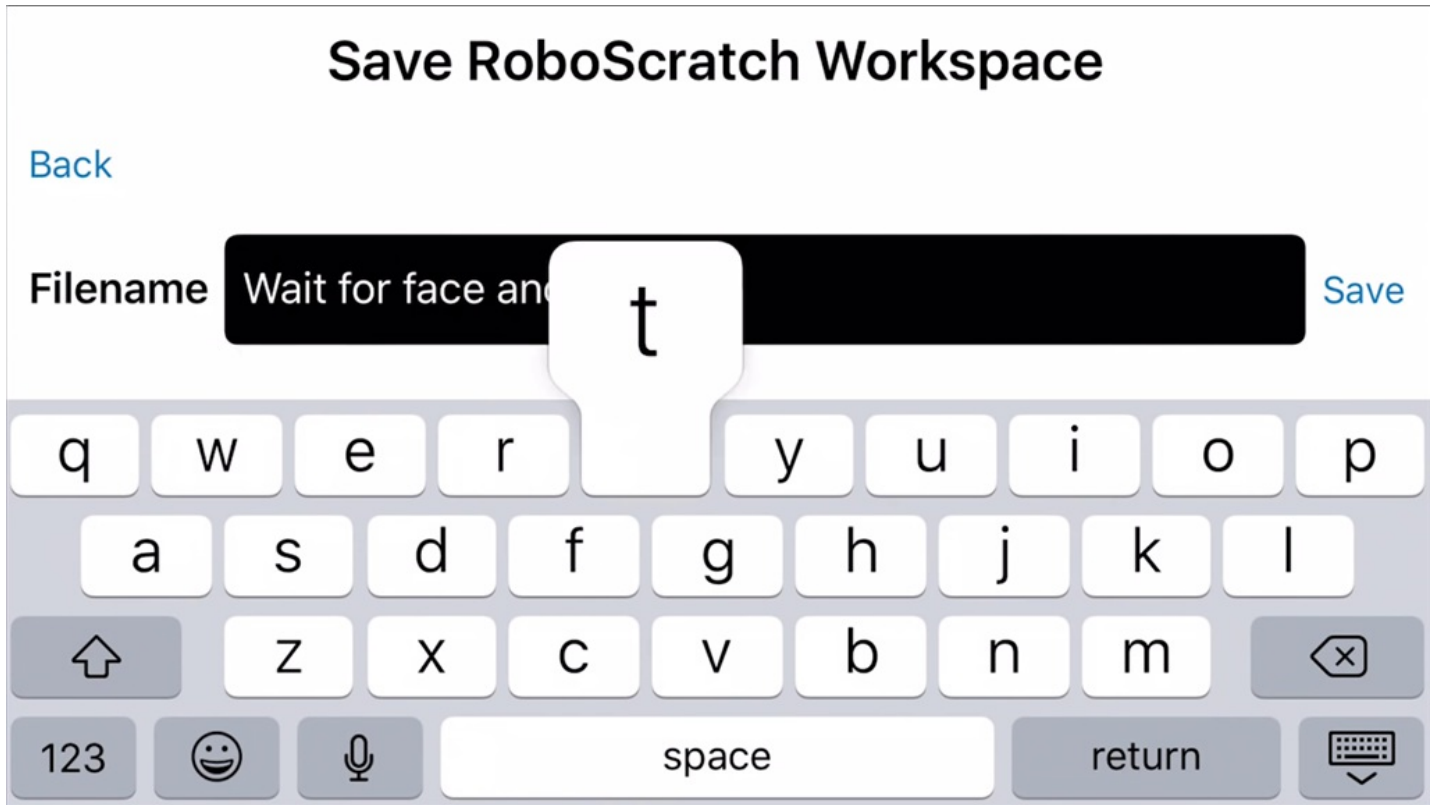 Save RoboScratch Workspace
Back
Filename Wait for face and Save
t
q w e r y u i o p
a s d f g h j k l
z x c v b n m
123 space return